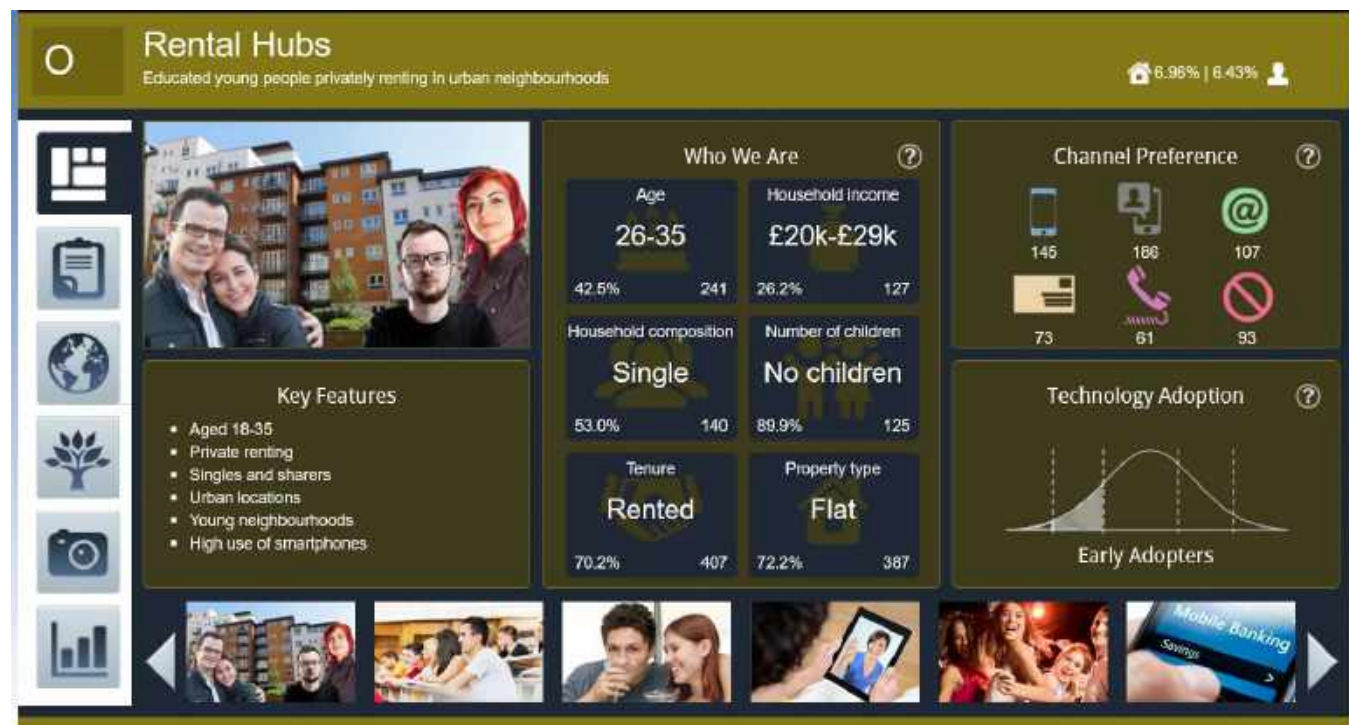 O
Rental Hubs
Educated young people privately renting in urban neighbourhoods
6.96% | 6.43%
Who We Are
?
Age
26-35
42.5% 241
Household income
£20k-£29k
26.2% 127
Household composition
Single
53.0% 140
Number of children
No children
89.9% 125
Tenure
Rented
70.2% 407
Property type
Flat
72.2% 387
Channel Preference
?
145 186 107
@
73 61 93
Key Features
Aged 18-35
Private renting
Singles and sharers
Urban locations
Young neighbourhoods
High use of smartphones
Technology Adoption
?
Early Adopters
Mobile Banking
Savings
>